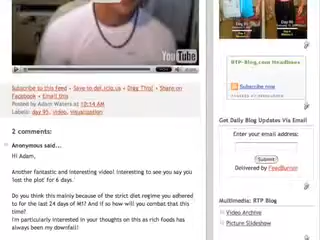 YouTube
Subscribe to this feed • Save to del.icio.us • Digg This! • Share on
Facebook • Email this
Posted by Adam Waters at 10:14 AM
Labels: day 95, video, visualization
2 comments:
Anonymous said...
Hi Adam,
Another fantastic and interesting video! Interesting to see you say you
'lost the plot' for 6 days.
Do you think this mainly because of the strict diet regime you adhered
to for the last 24 days of M1? And if so how will you combat that this
time?
I'm particularly interested in your thoughts on this as rich foods has
always been my downfall!
RTP-Blog.com Headlines
Subscribe now
Get Daily Blog Updates Via Email
Enter your email address:
Submit
Delivered by FeedBurner
Multimedia: RTP Blog
Video Archive
Picture Slideshow